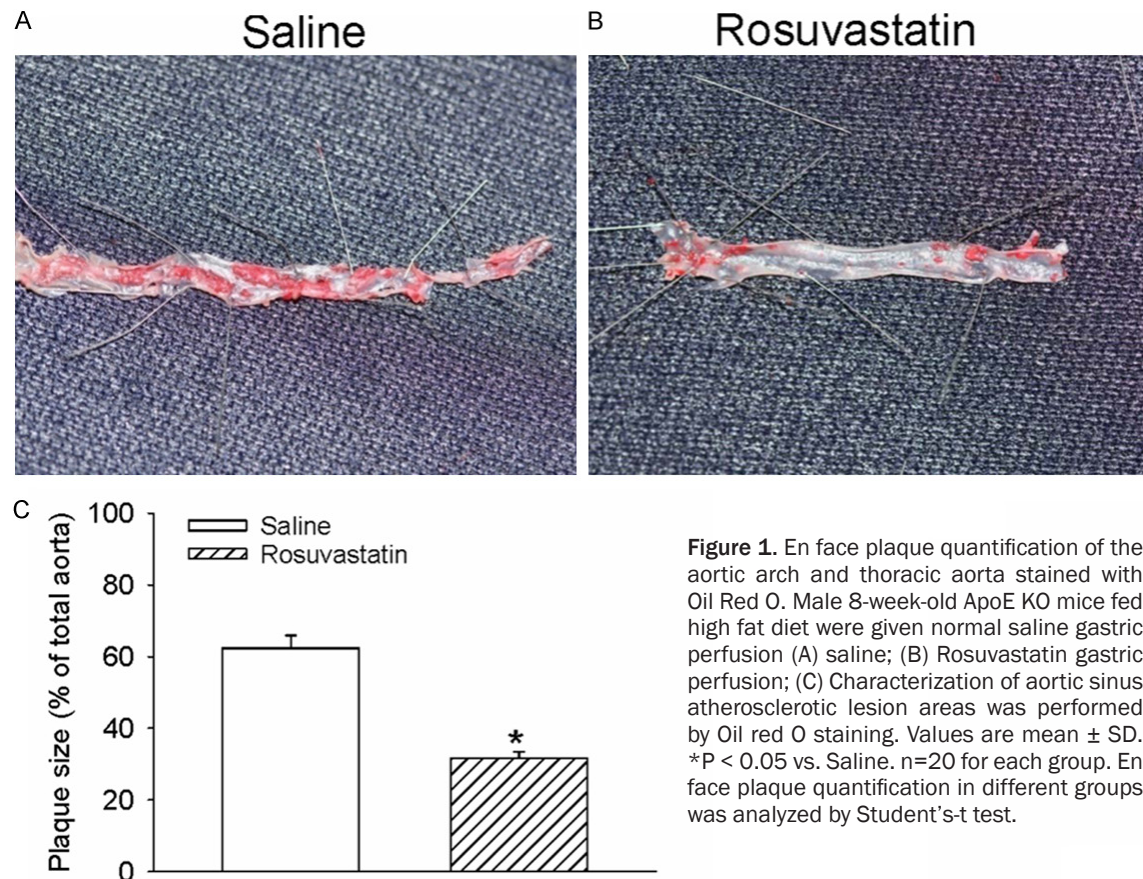 A
Saline
B
Rosuvastatin
C
Plaque size (% of total aorta)
100
80
60
40
20
0
Saline
Rosuvastatin
*
Figure 1. En face plaque quantification of the
aortic arch and thoracic aorta stained with
Oil Red O. Male 8-week-old ApoE KO mice fed
high fat diet were given normal saline gastric
perfusion (A) saline; (B) Rosuvastatin gastric
perfusion; (C) Characterization of aortic sinus
atherosclerotic lesion areas was performed
by Oil red O staining. Values are mean ± SD.
*P < 0.05 vs. Saline. n=20 for each group. En
face plaque quantification in different groups
was analyzed by Student's-t test.